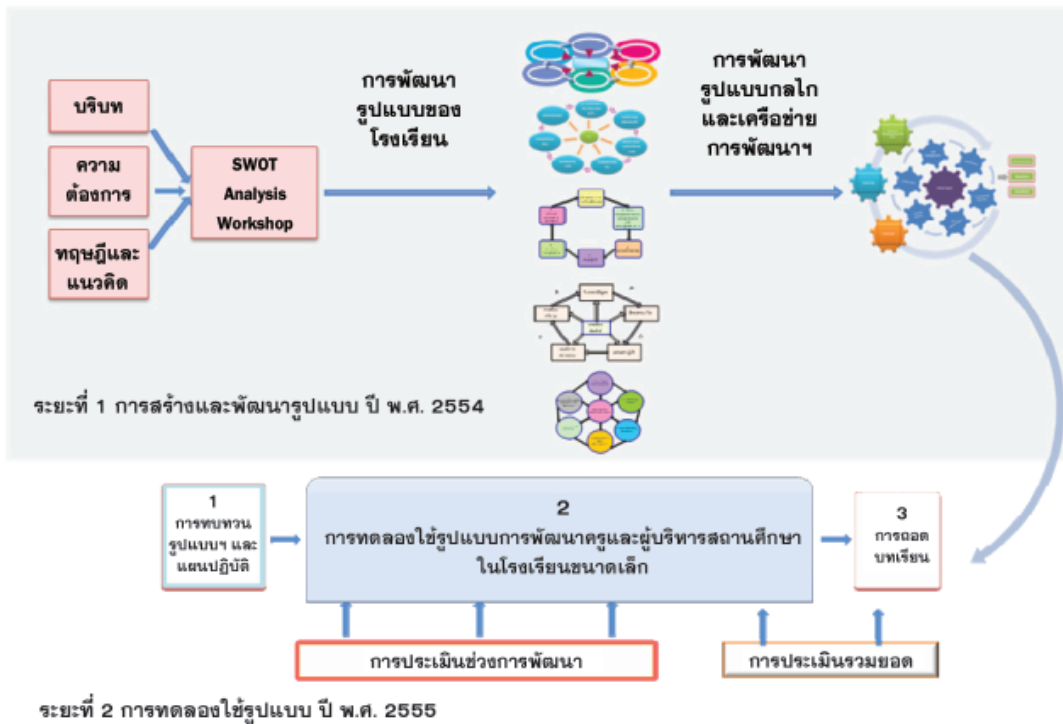 บริบท
ความ
ต้องการ
ทฤษฎีและ
แนวคิด
SWOT
Analysis
Workshop
การพัฒนา
รูปแบบของ
โรงเรียน
การพัฒนา
รูปแบบกลไก
และเครือข่าย
การพัฒนาฯ
ระยะที่ 1 การสร้างและพัฒนารูปแบบ ปี พ.ศ. 2554
1
การทบทวน
รูปแบบฯ และ
แผนปฏิบัติ
2
การทดลองใช้รูปแบบการพัฒนาครูและผู้บริหารสถานศึกษา
ในโรงเรียนขนาดเล็ก
3
การถอด
บทเรียน
การประเมินช่วงการพัฒนา
การประเมินรวมยอด
ระยะที่ 2 การทดลองใช้รูปแบบ ปี พ.ศ. 2555